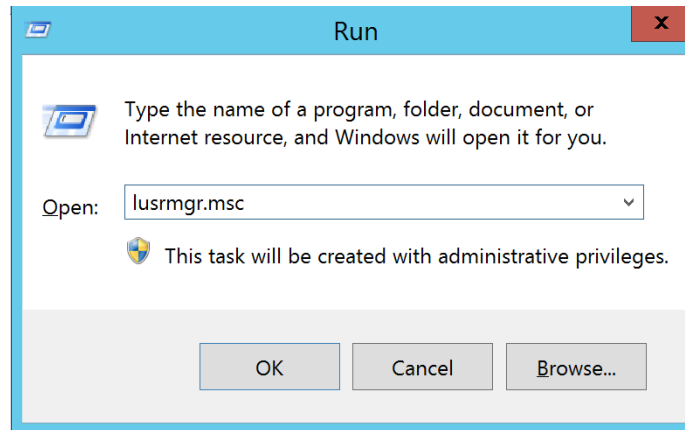 Run
x
Type the name of a program, folder, document, or
Internet resource, and Windows will open it for you.
Open: lusrmgr.msc
This task will be created with administrative privileges.
OK Cancel Browse...